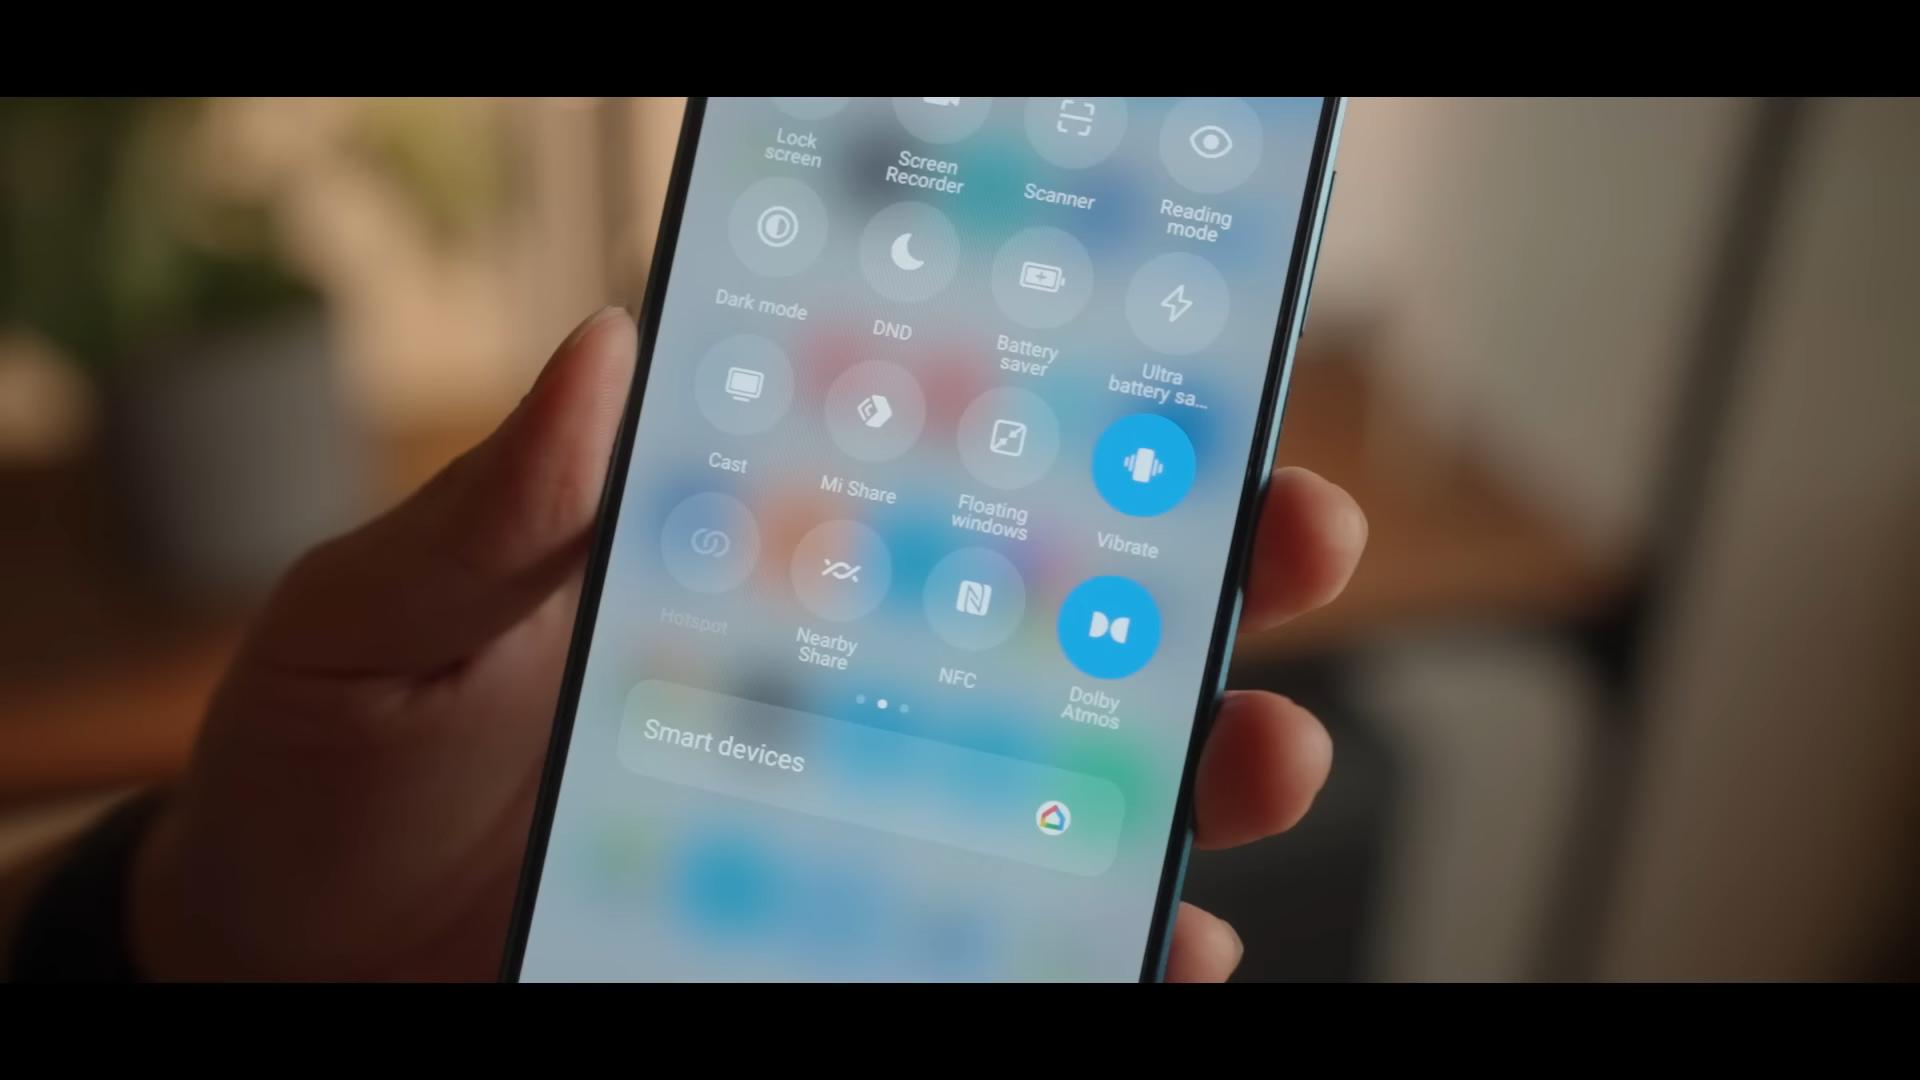 Lock
screen
Screen
Recorder
Scanner
Reading
mode
Dark mode
DND
Battery
saver
Ultra
battery sa...
Cast
Mi Share
Floating
windows
Vibrate
Hotspot
Nearby
Share
NFC
Dolby
Atmos
Smart devices